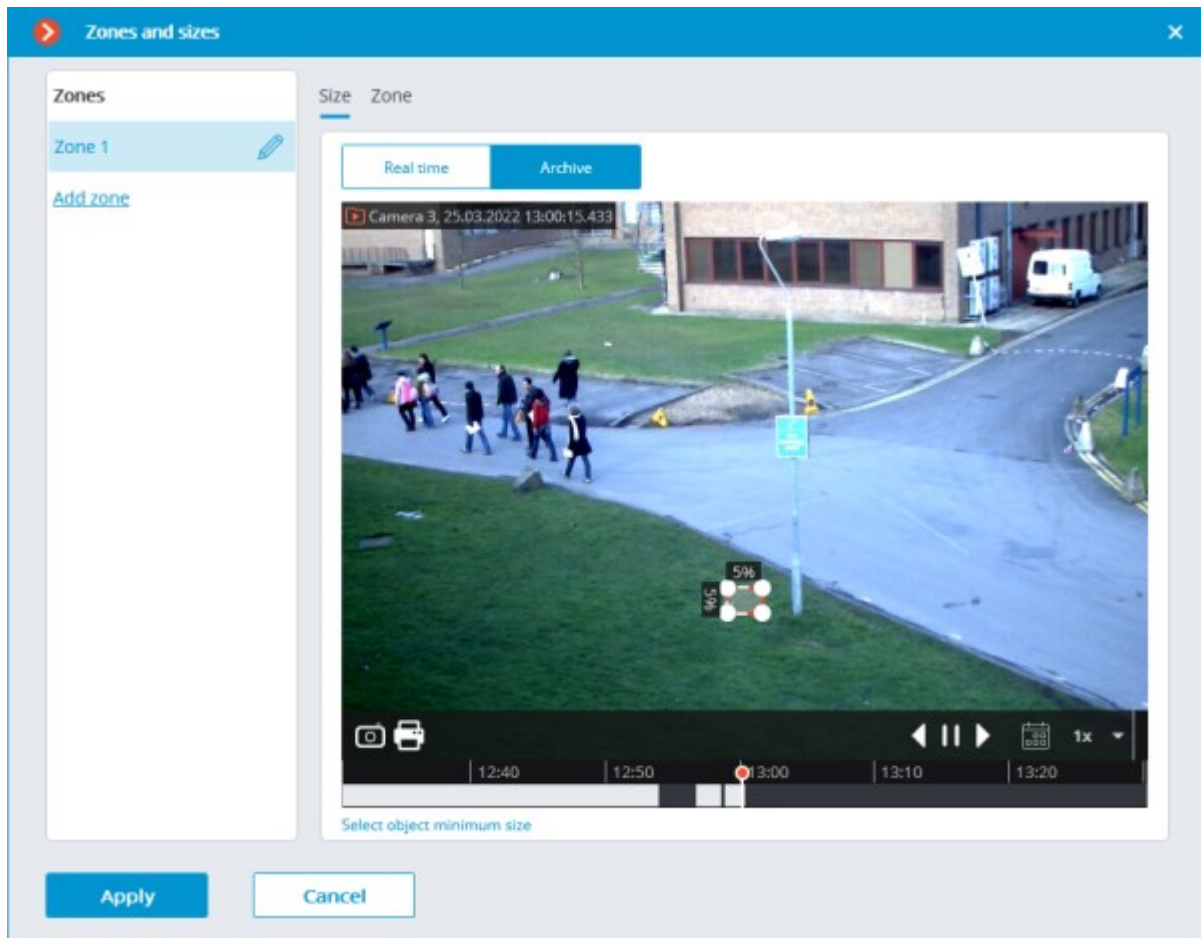 Zones and sizes
Zones
Zone 1
Add zone
Size Zone
Real time Archive
Camera 3, 25.03.2022 13:00:15.433
5%
5%
1x
12:40 12:50 13:00 13:10 13:20
Select object minimum size
Apply Cancel